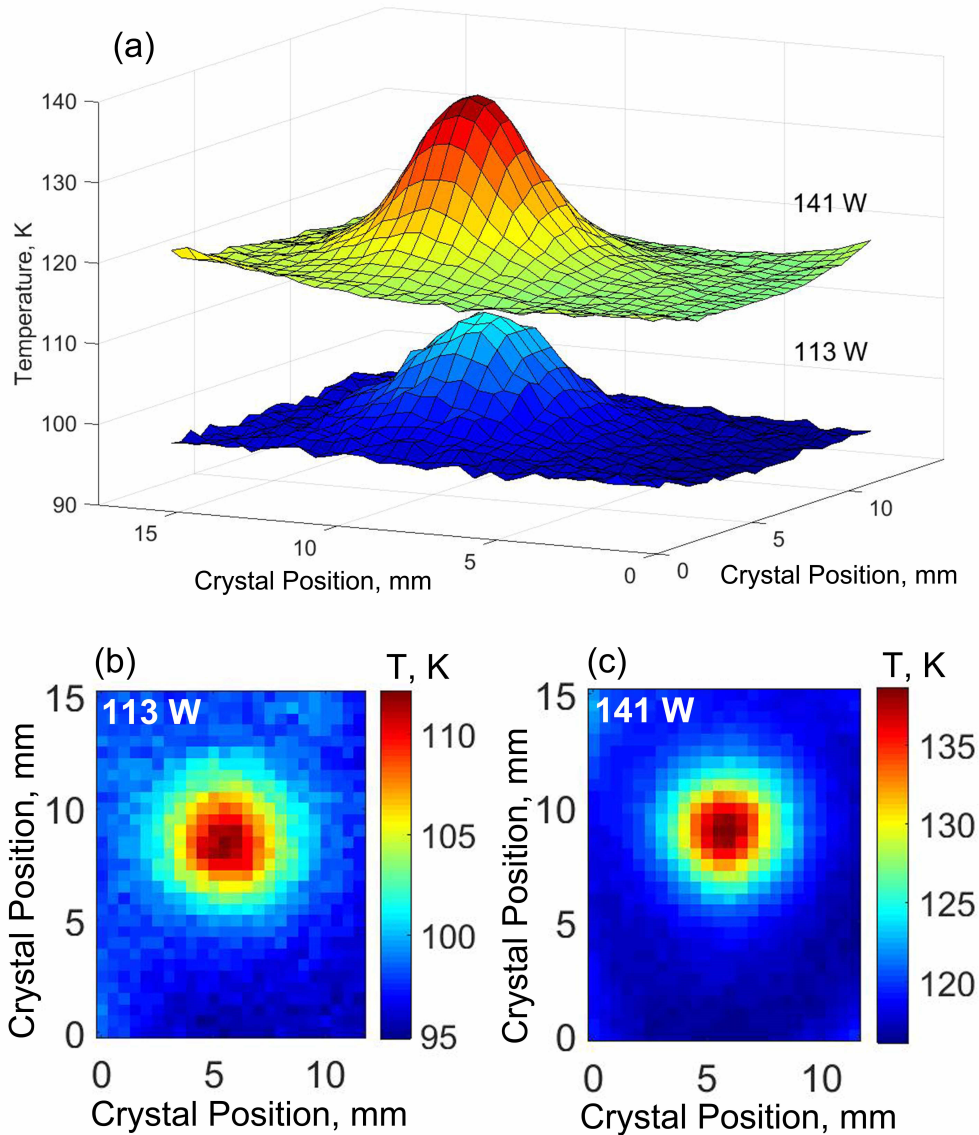 (a)
140
130
120
110
100
90
Temperature, K
141 W
113 W
15
10
5
0
0
5
10
Crystal Position, mm
Crystal Position, mm
(b)
T, K
113 W
15
10
5
0
Crystal Position, mm
0
5
10
Crystal Position, mm
110
105
100
95
(c)
T, K
141 W
15
10
5
0
Crystal Position, mm
0
5
10
Crystal Position, mm
135
130
125
120